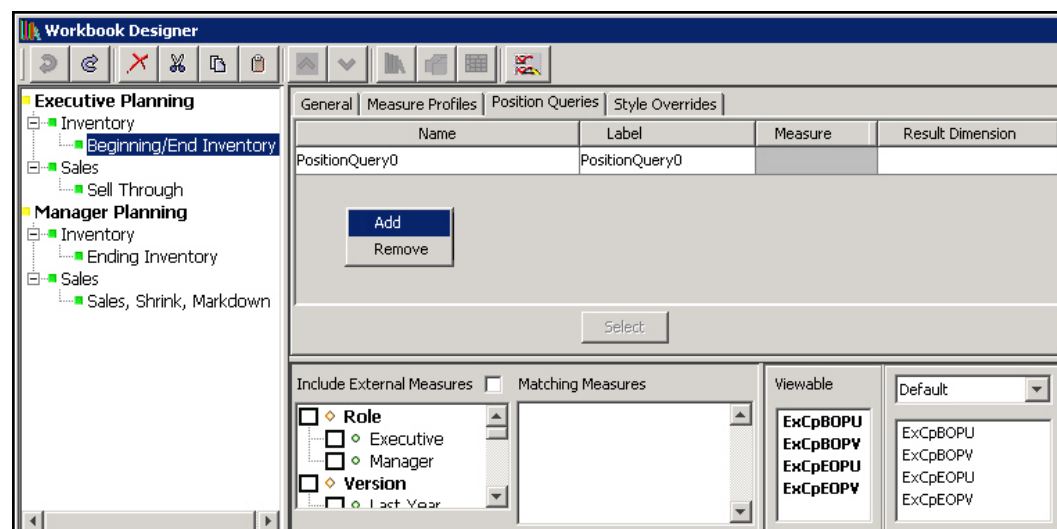 Workbook Designer
Executive Planning
Inventory
Beginning/End Inventory
Sales
Sell Through
Manager Planning
Inventory
Ending Inventory
Sales
Sales, Shrink, Markdown
General Measure Profiles Position Queries Style Overrides
Name Label Measure Result Dimension
PositionQuery0 PositionQuery0
Add
Remove
Select
Include External Measures
Role
Executive
Manager
Version
Last Year
Matching Measures
Viewable
ExCpBOPU
ExCpBOPV
ExCpEOPU
ExCpEOPV
Default
ExCpBOPU
ExCpBOPV
ExCpEOPU
ExCpEOPV